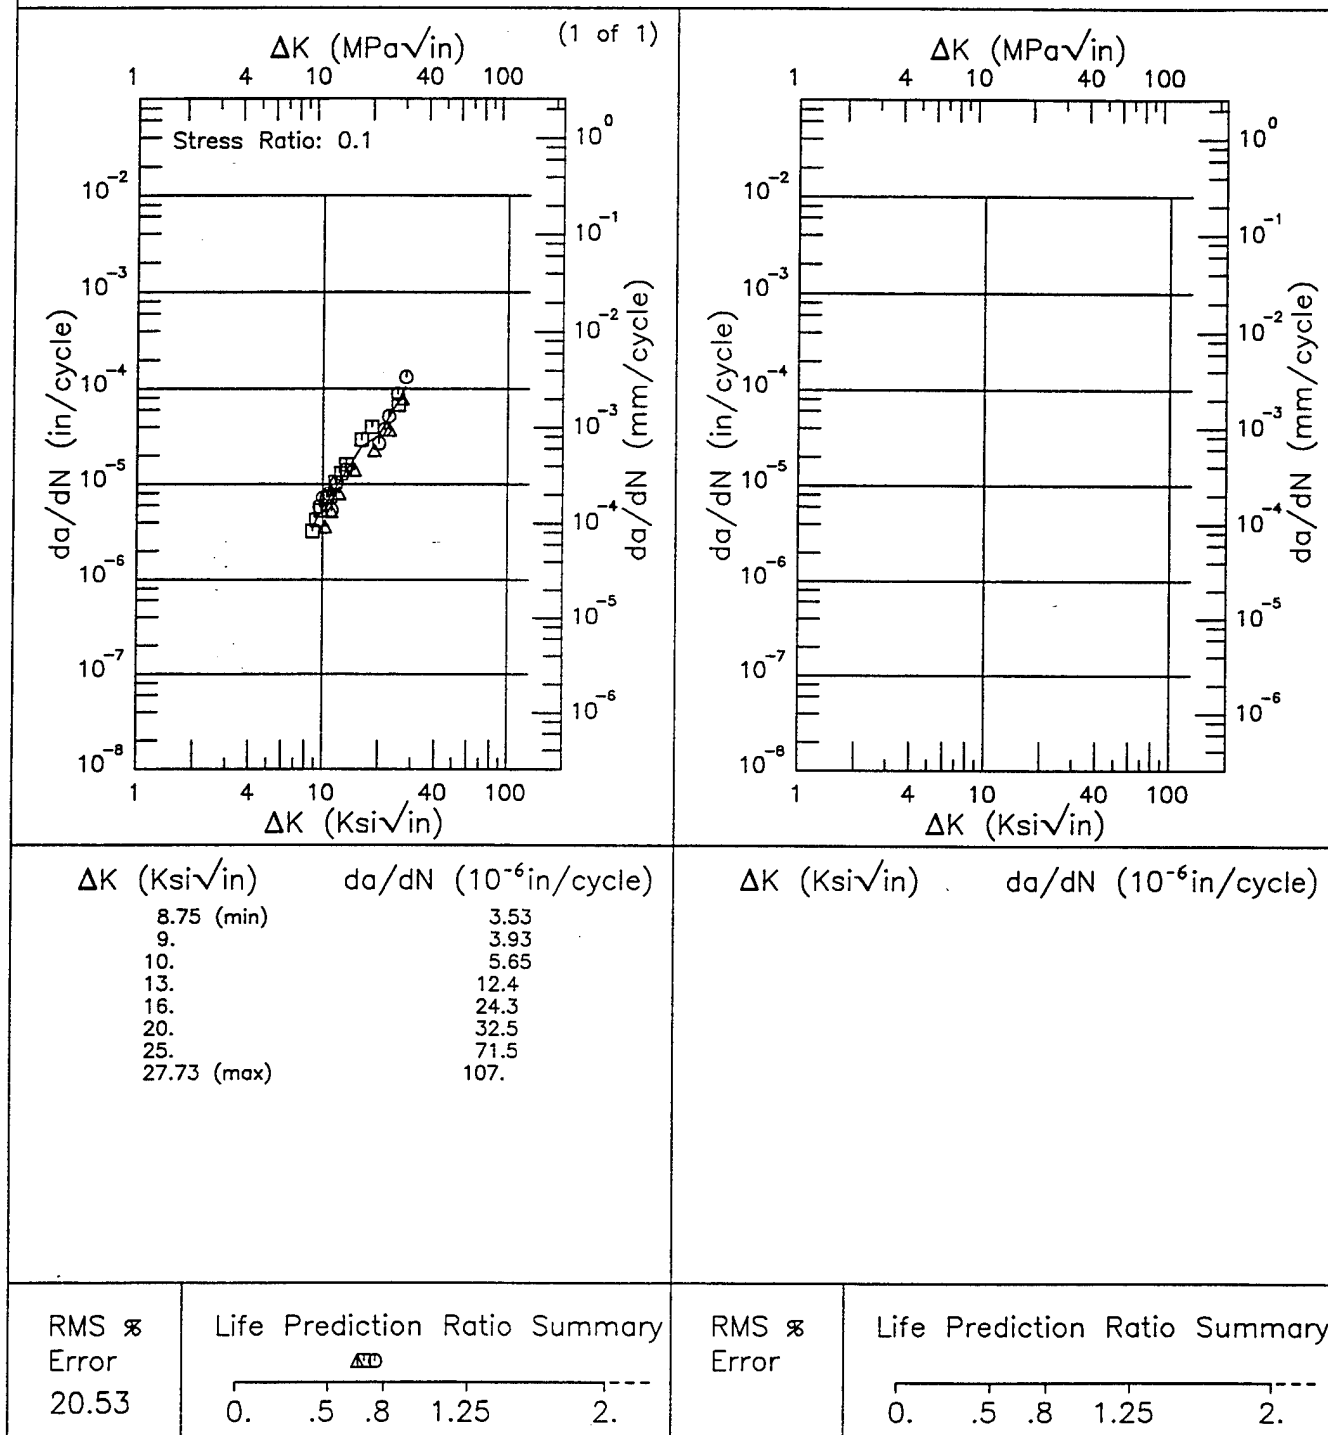 (1 of 1)
ΔK (MPa√in)
1 4 10 40 100
Stress Ratio: 0.1
da/dN (in/cycle)
10⁻²
10⁻³
10⁻⁴
10⁻⁵
10⁻⁶
10⁻⁷
10⁻⁸
da/dN (mm/cycle)
10⁰
10⁻¹
10⁻²
10⁻³
10⁻⁴
10⁻⁵
10⁻⁶
1 4 10 40 100
ΔK (Ksi√in)
ΔK (MPa√in)
1 4 10 40 100
da/dN (in/cycle)
10⁻²
10⁻³
10⁻⁴
10⁻⁵
10⁻⁶
10⁻⁷
10⁻⁸
da/dN (mm/cycle)
10⁰
10⁻¹
10⁻²
10⁻³
10⁻⁴
10⁻⁵
10⁻⁶
1 4 10 40 100
ΔK (Ksi√in)
ΔK (Ksi√in) da/dN (10⁻⁶in/cycle)
8.75 (min) 3.53
9. 3.93
10. 5.65
13. 12.4
16. 24.3
20. 32.5
25. 71.5
27.73 (max) 107.
ΔK (Ksi√in) da/dN (10⁻⁶in/cycle)
RMS %
Error
20.53
Life Prediction Ratio Summary
0. .5 .8 1.25 2.
RMS %
Error
Life Prediction Ratio Summary
0. .5 .8 1.25 2.